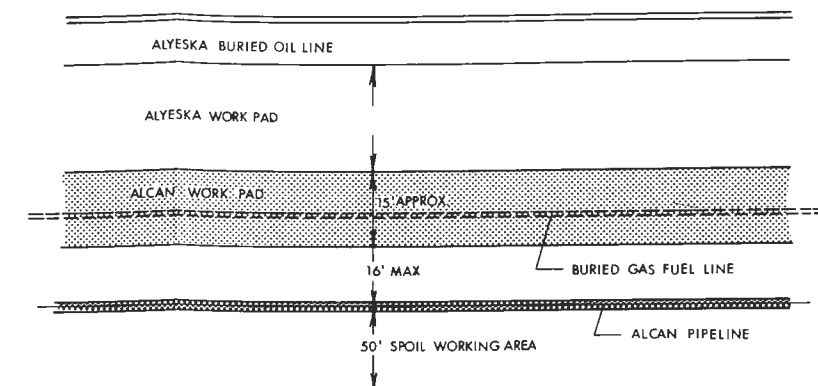 ALYESKA BURIED OIL LINE
ALYESKA WORK PAD
ALCAN WORK PAD
15' APPROX.
16' MAX
BURIED GAS FUEL LINE
ALCAN PIPELINE
50' SPOIL WORKING AREA